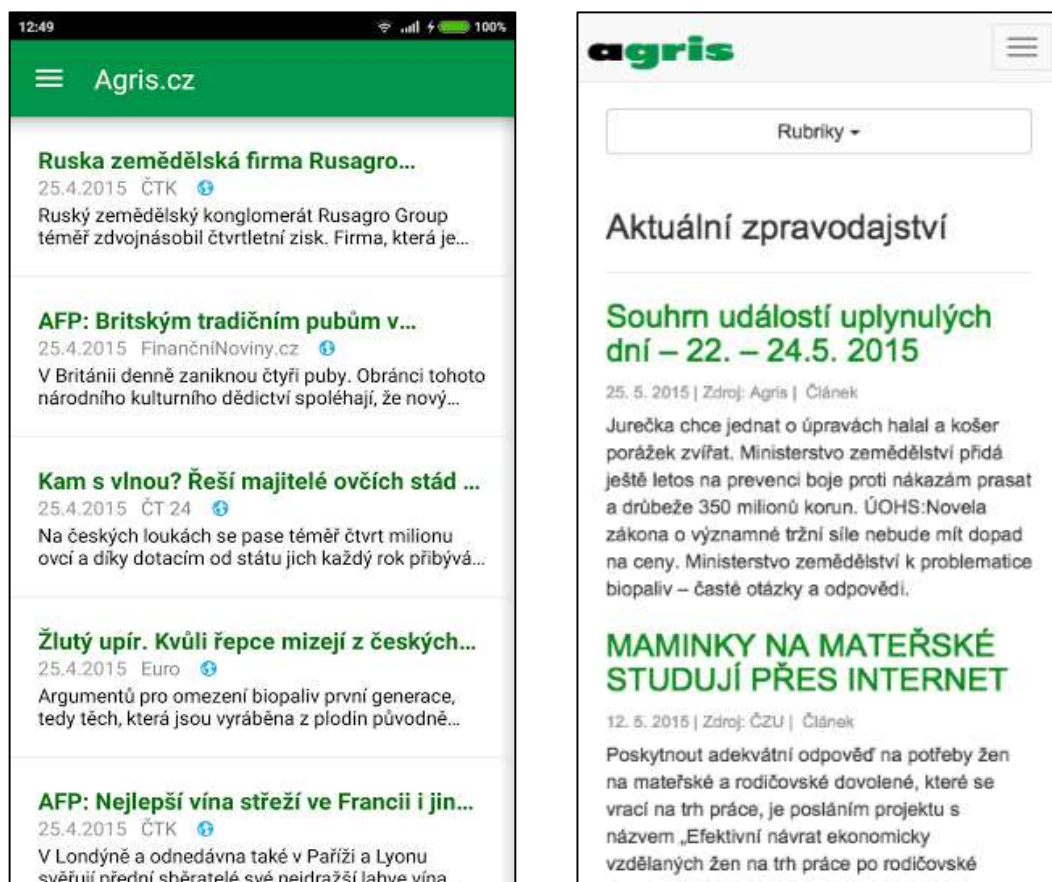 12:49
100%
Agris.cz
Ruska zemědělská firma Rusagro...
25.4.2015 ČTK
Ruský zemědělský konglomerát Rusagro Group
téměř zdvojnásobil čtvrtletní zisk. Firma, která je...
AFP: Britským tradičním pubům v...
25.4.2015 FinančníNoviny.cz
V Británii denně zaniknou čtyři puby. Obránci tohoto
národního kulturního dědictví spoléhají, že nový...
Kam s vlnou? Řeší majitelé ovčích stád ...
25.4.2015 ČT 24
Na českých loukách se pase téměř čtvrt milionu
ovcí a díky dotacím od státu jich každý rok přibývá...
Žlutý upír. Kvůli řepce mizejí z českých...
25.4.2015 Euro
Argumentů pro omezení biopaliv první generace,
tedy těch, která jsou vyráběna z plodin původně...
AFP: Nejlepší vína střeží ve Francii i jin...
25.4.2015 ČTK
V Londýně a odnedávna také v Paříži a Lyonu
svěřují přední sběratelé své nejdražší lahve vína
agris
Rubriky
Aktuální zpravodajství
Souhrn událostí uplynulých
dní – 22. – 24.5. 2015
25. 5. 2015 | Zdroj: Agris | Článek
Jurečka chce jednat o úpravách halal a košer
porážek zvířat. Ministerstvo zemědělství přidá
ještě letos na prevenci boje proti nákazám prasat
a drůbeže 350 milionů korun. ÚOHS:Novela
zákona o významné tržní síle nebude mít dopad
na ceny. Ministerstvo zemědělství k problematice
biopaliv – časté otázky a odpovědi.
MAMINKY NA MATEŘSKÉ
STUDUJÍ PŘES INTERNET
12. 5. 2015 | Zdroj: ČZU | Článek
Poskytnout adekvátní odpověď na potřeby žen
na mateřské a rodičovské dovolené, které se
vrací na trh práce, je posláním projektu s
názvem „Efektivní návrat ekonomicky
vzdělaných žen na trh práce po rodičovské